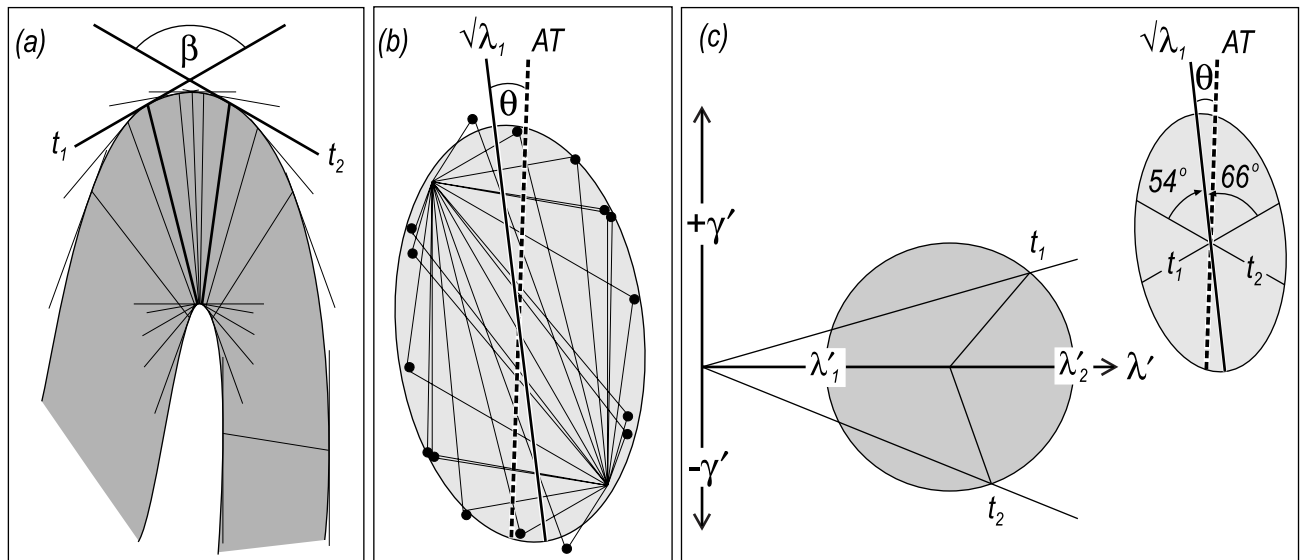 (a)
β
t₁
t₂
(b)
√λ₁
AT
θ
(c)
+γ′
-γ′
λ′₁
λ′₂
λ′
t₁
t₂
√λ₁
AT
θ
54° 66°
t₁ t₂